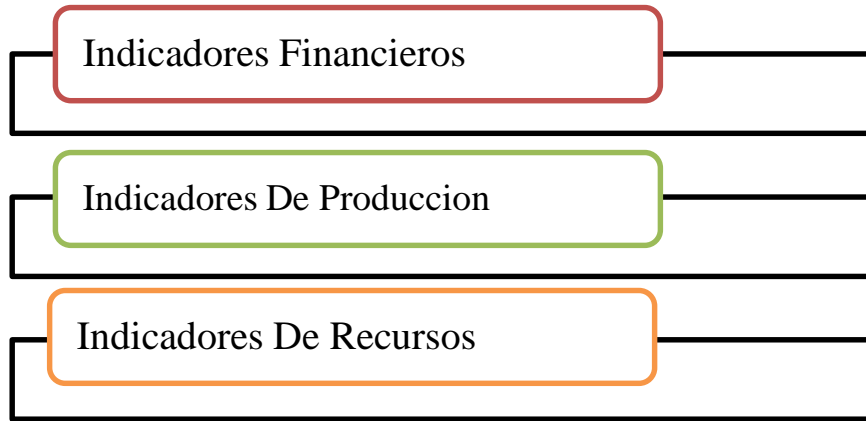 Indicadores Financieros
Indicadores De Produccion
Indicadores De Recursos